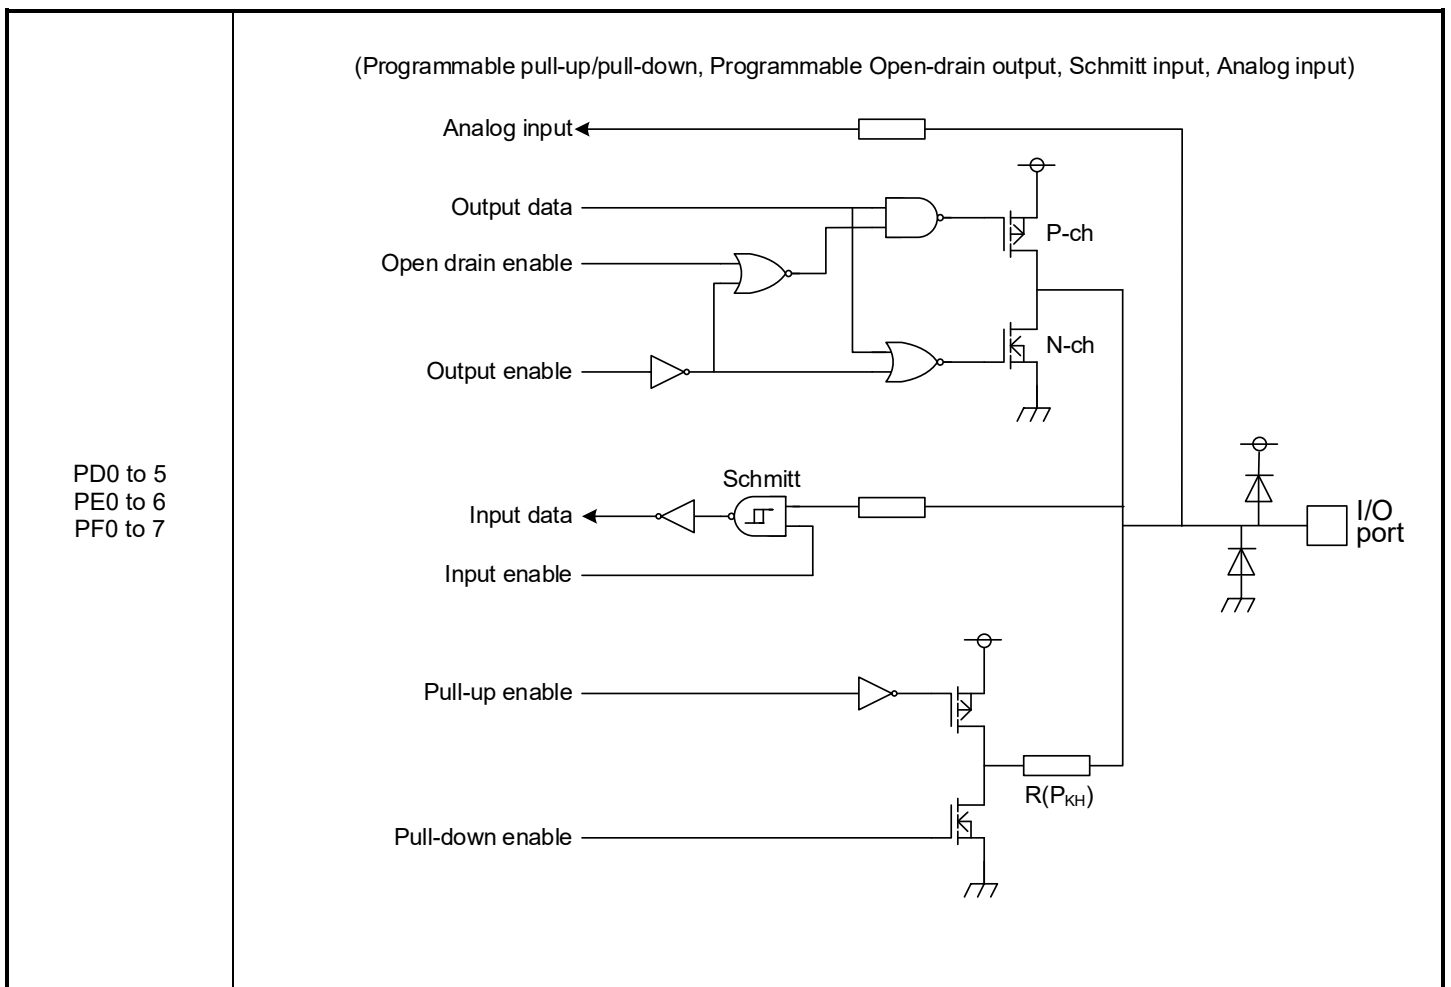 (Programmable pull-up/pull-down, Programmable Open-drain output, Schmitt input, Analog input)
Analog input
Output data
P-ch
Open drain enable
N-ch
Output enable
PD0 to 5
PE0 to 6
PF0 to 7
Schmitt
Input data
I/O
port
Input enable
Pull-up enable
R(PKH)
Pull-down enable